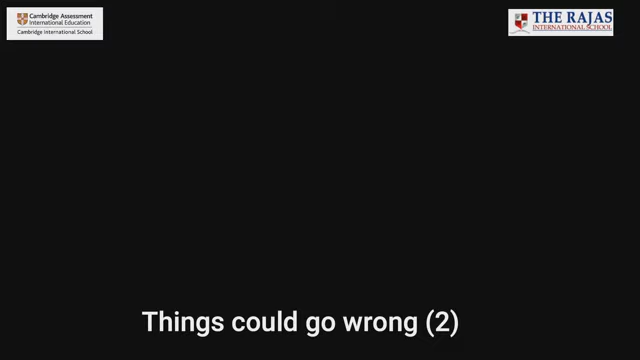 Cambridge Assessment
International Education
Cambridge International School
THE RAJAS
INTERNATIONAL SCHOOL
Things could go wrong (2)